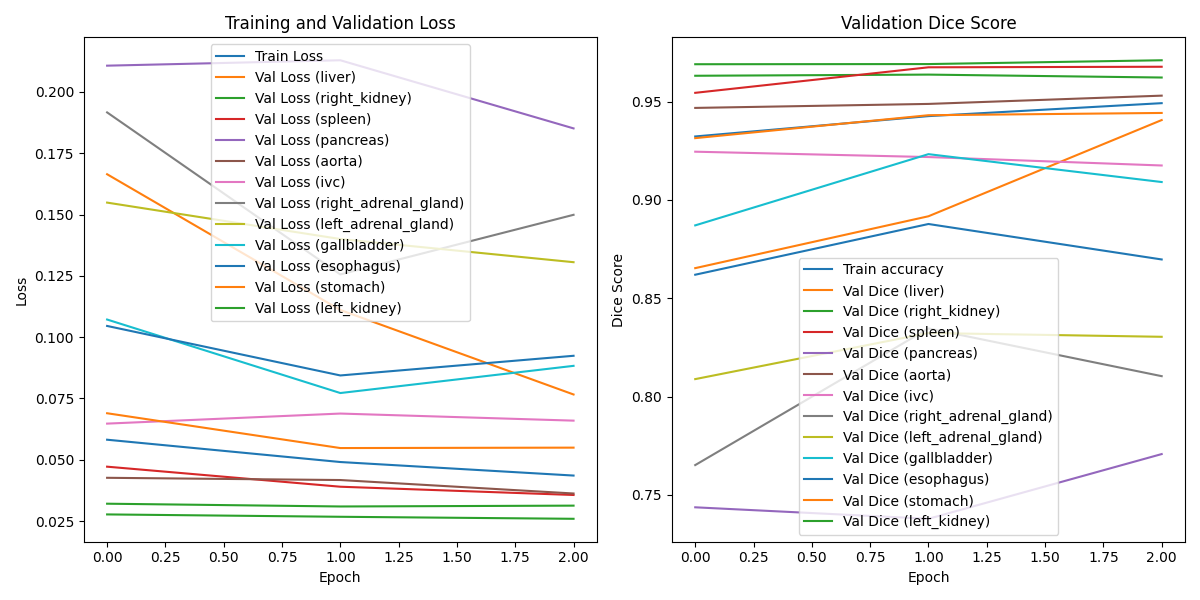 Training and Validation Loss
Loss
0.200
0.175
0.150
0.125
0.100
0.075
0.050
0.025
Train Loss
Val Loss (liver)
Val Loss (right_kidney)
Val Loss (spleen)
Val Loss (pancreas)
Val Loss (aorta)
Val Loss (ivc)
Val Loss (right_adrenal_gland)
Val Loss (left_adrenal_gland)
Val Loss (gallbladder)
Val Loss (esophagus)
Val Loss (stomach)
Val Loss (left_kidney)
0.00 0.25 0.50 0.75 1.00 1.25 1.50 1.75 2.00
Epoch
Validation Dice Score
Dice Score
0.95
0.90
0.85
0.80
0.75
Train accuracy
Val Dice (liver)
Val Dice (right_kidney)
Val Dice (spleen)
Val Dice (pancreas)
Val Dice (aorta)
Val Dice (ivc)
Val Dice (right_adrenal_gland)
Val Dice (left_adrenal_gland)
Val Dice (gallbladder)
Val Dice (esophagus)
Val Dice (stomach)
Val Dice (left_kidney)
0.00 0.25 0.50 0.75 1.00 1.25 1.50 1.75 2.00
Epoch